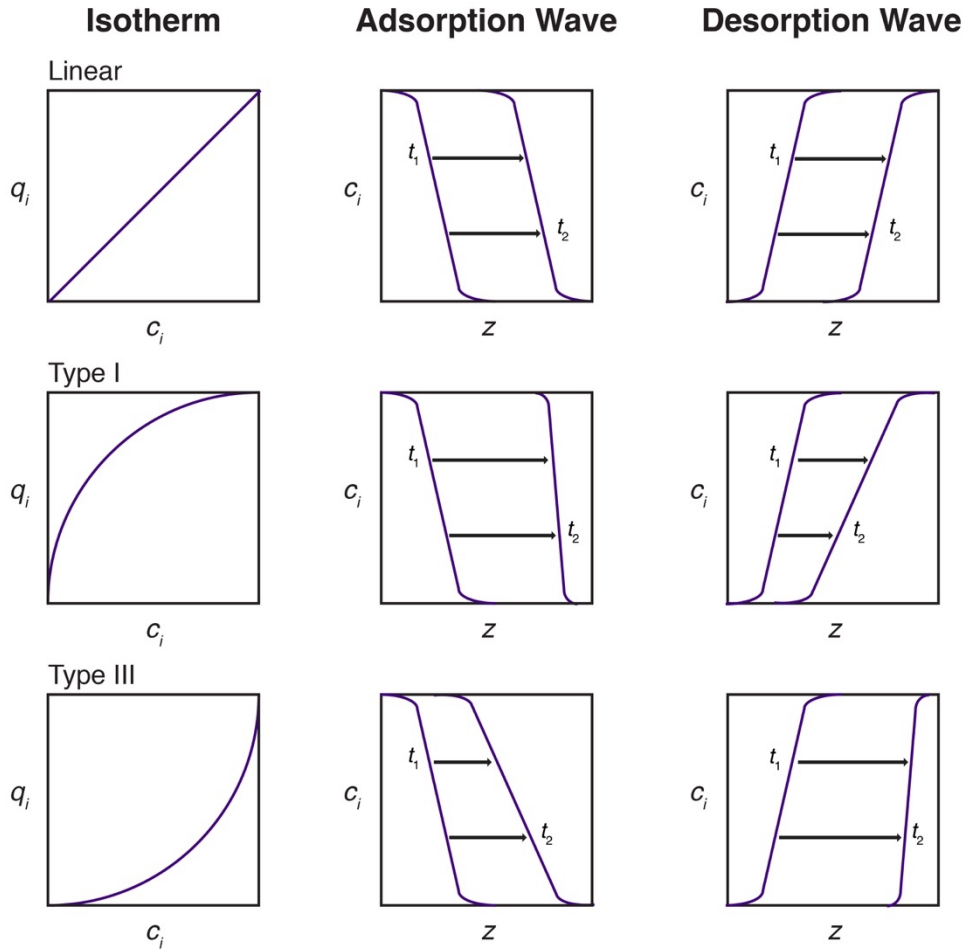 Isotherm Adsorption Wave Desorption Wave
Linear
qᵢ
cᵢ
t₁
t₂
cᵢ
z
t₁
t₂
cᵢ
z
Type I
qᵢ
cᵢ
t₁
t₂
cᵢ
z
t₁
t₂
cᵢ
z
Type III
qᵢ
cᵢ
t₁
t₂
cᵢ
z
t₁
t₂
cᵢ
z